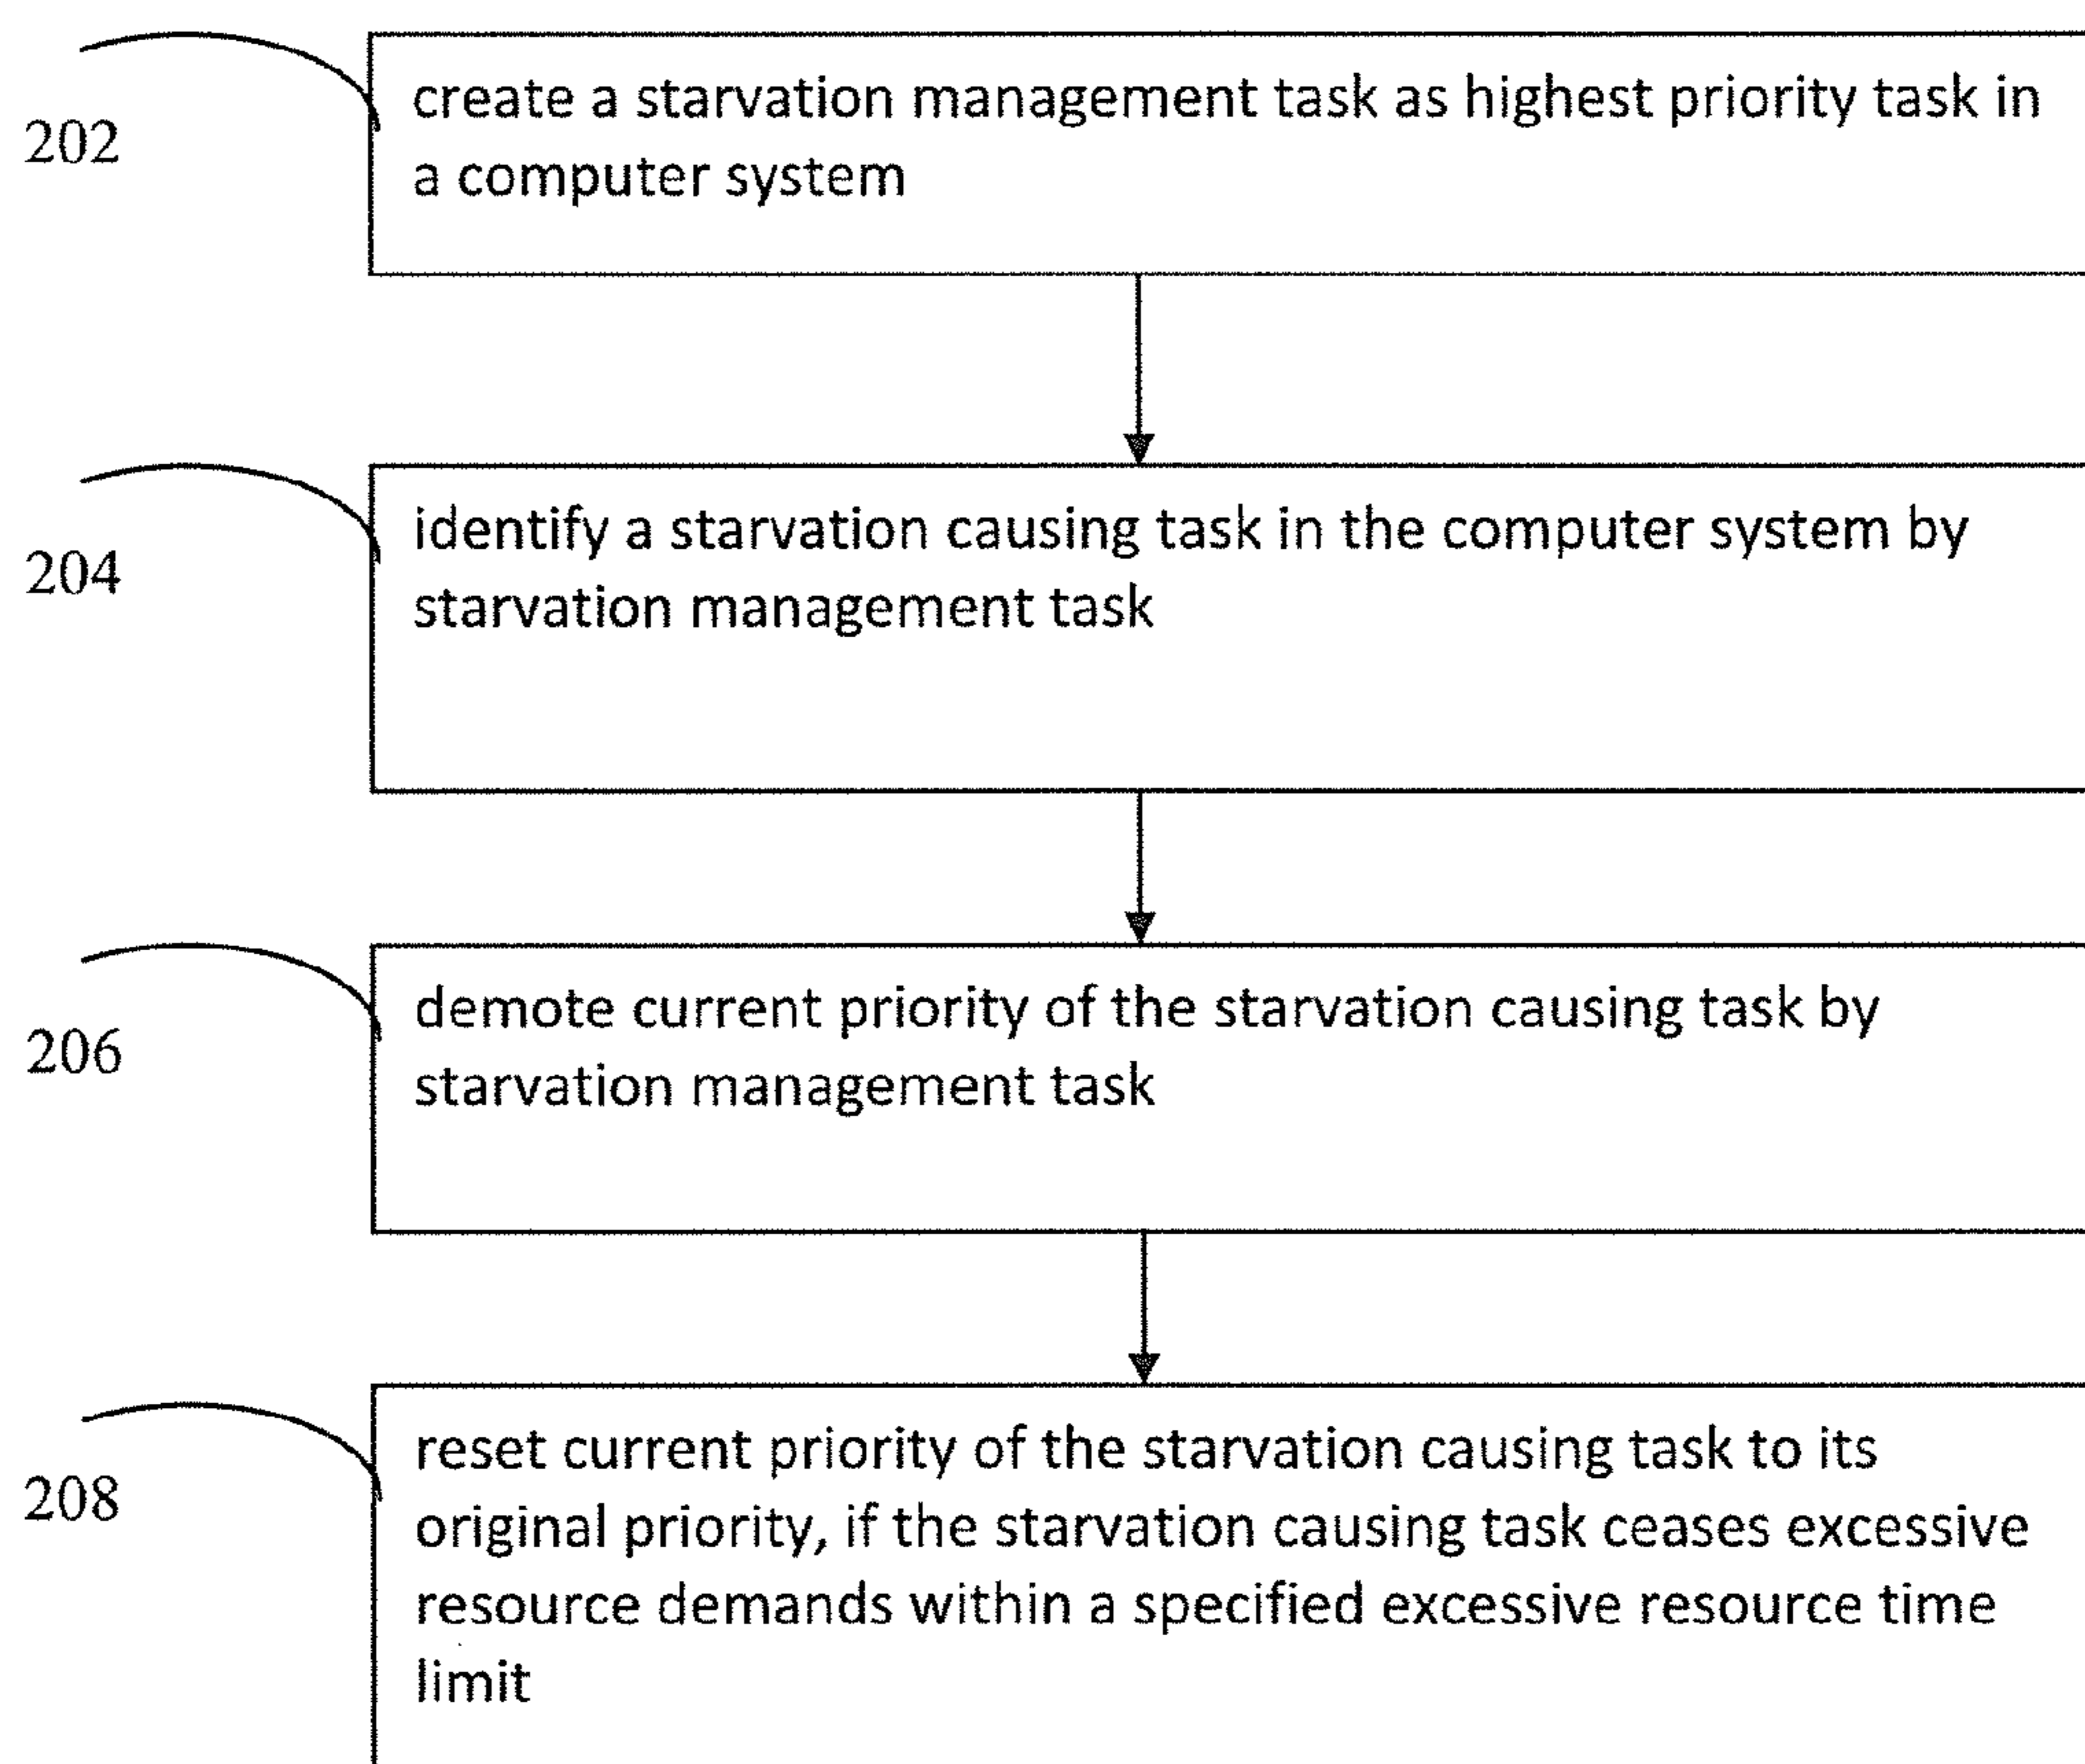 202
create a starvation management task as highest priority task in
a computer system
204
identify a starvation causing task in the computer system by
starvation management task
206
demote current priority of the starvation causing task by
starvation management task
208
reset current priority of the starvation causing task to its
original priority, if the starvation causing task ceases excessive
resource demands within a specified excessive resource time
limit